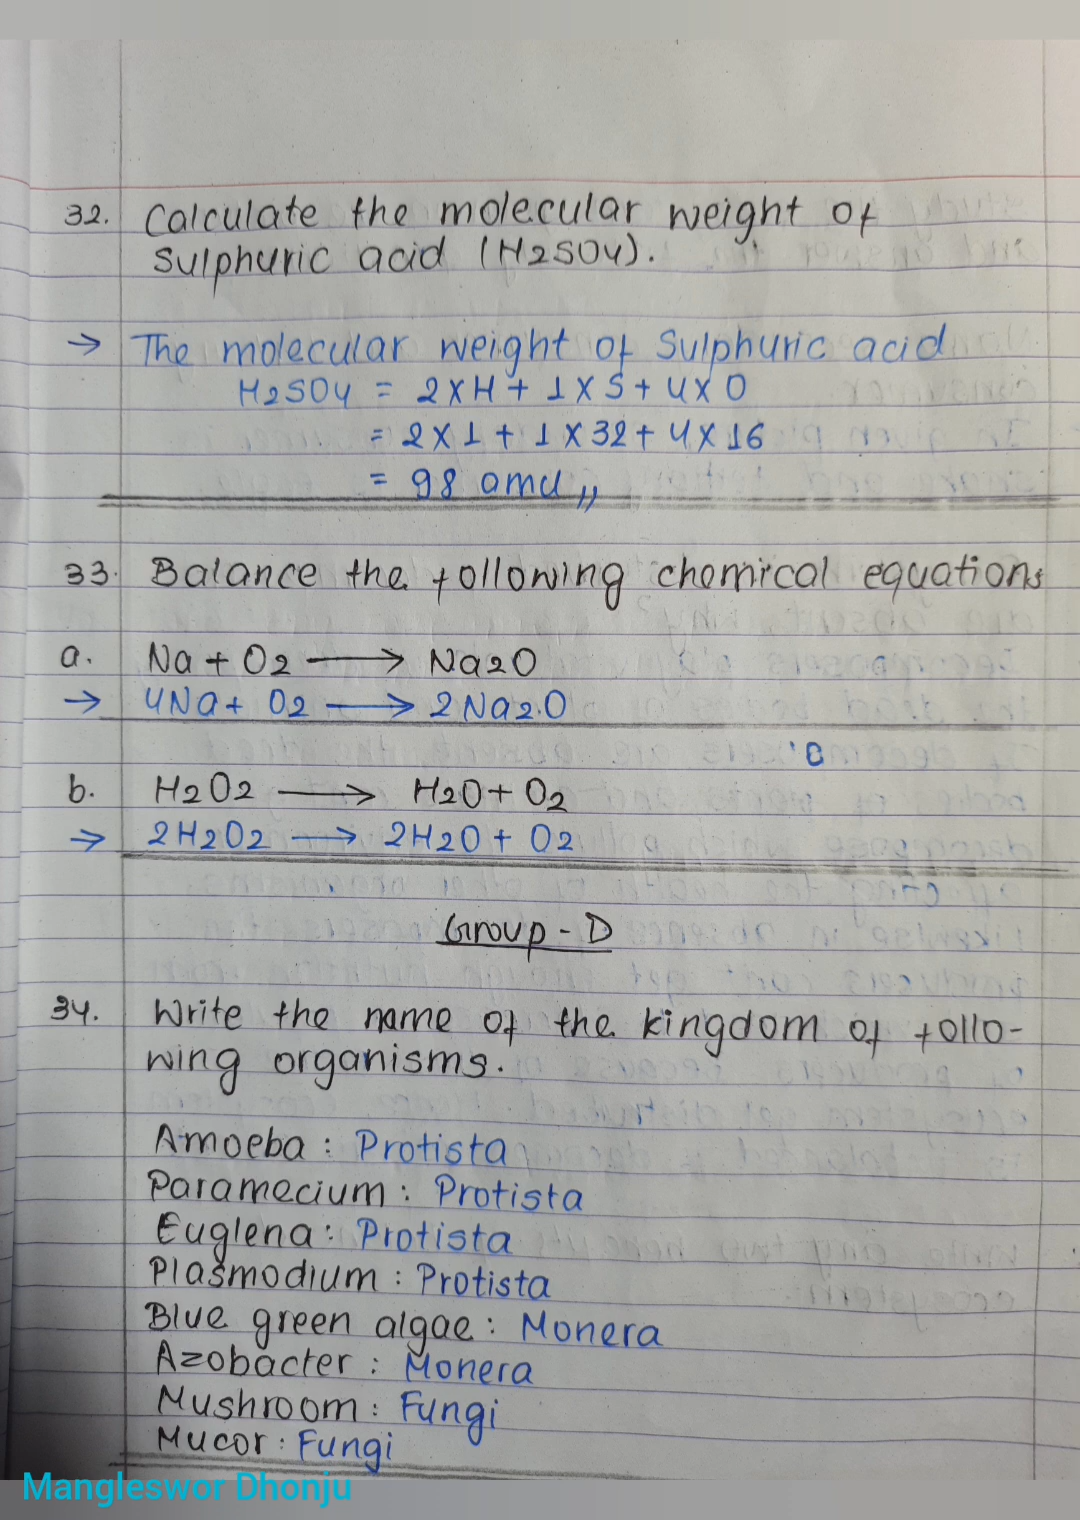 32. Calculate the molecular weight of
sulphuric acid (H2SO4).
→ The molecular weight of Sulphuric acid
H2SO4 = 2×H + 1×S + 4×O
= 2×1 + 1×32 + 4×16
= 98 amu,,
33. Balance the following chemical equations
a. Na + O2 ⟶ Na2O
→ 4Na + O2 ⟶ 2Na2O
b. H2O2 ⟶ H2O + O2
→ 2H2O2 ⟶ 2H2O + O2
Group - D
34. Write the name of the kingdom of follo-
wing organisms.
Amoeba : Protista
Paramecium : Protista
Euglena : Protista
Plasmodium : Protista
Blue green algae : Monera
Azobacter : Monera
Mushroom : Fungi
Mucor : Fungi
Mangleswor Dhonju